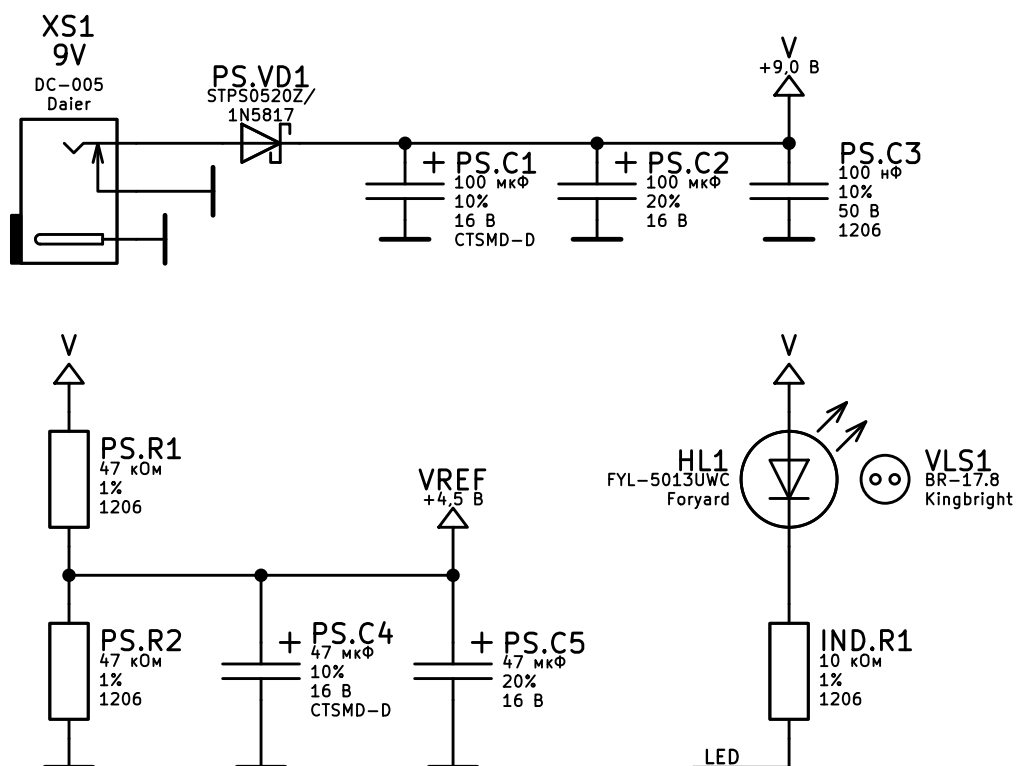 XS1
9V
DC-005
Daier
PS.VD1
STPS0520Z/
1N5817
V
+9,0 В
+ PS.C1
100 мкФ
10%
16 В
CTSMD-D
+ PS.C2
100 мкФ
20%
16 В
PS.C3
100 нФ
10%
50 В
1206
V
PS.R1
47 кОм
1%
1206
VREF
+4,5 В
PS.R2
47 кОм
1%
1206
+ PS.C4
47 мкФ
10%
16 В
CTSMD-D
+ PS.C5
47 мкФ
20%
16 В
V
HL1
FYL-5013UWC
Foryard
VLS1
BR-17.8
Kingbright
IND.R1
10 кОм
1%
1206
LED